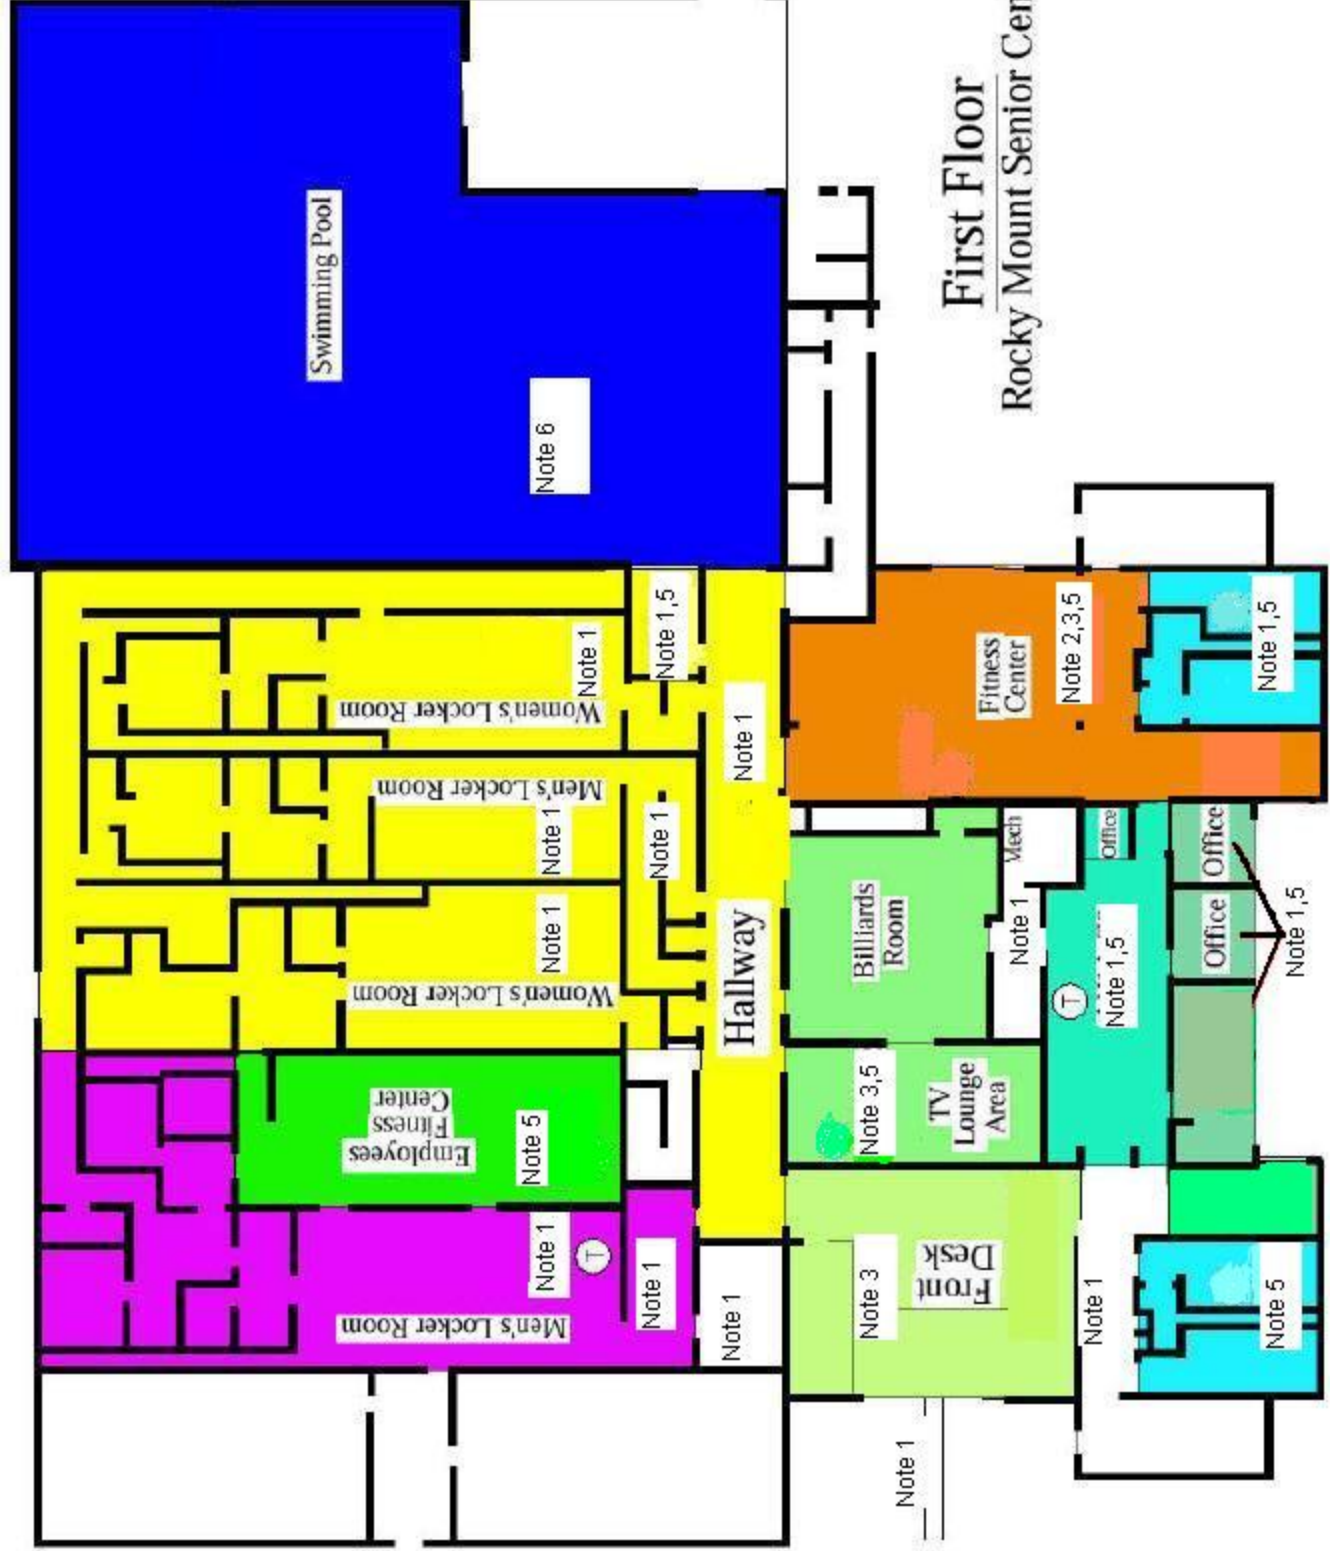 First Floor
Rocky Mount Senior Cen
Swimming Pool
Note 6
Women's Locker Room
Note 1
Note 1,5
Men's Locker Room
Note 1
Note 1
Women's Locker Room
Note 1
Note 1
Hallway
Employees
Fitness
Center
Note 5
Men's Locker Room
Note 1
T
Note 1
Note 1
Fitness
Center
Note 2,3,5
Note 1,5
Billiards
Room
Mech
Note 1
Office
Note 1,5
T
Office
Office
Note 1,5
TV
Lounge
Area
Note 3,5
Front
Desk
Note 3
Note 1
Note 5
Note 1